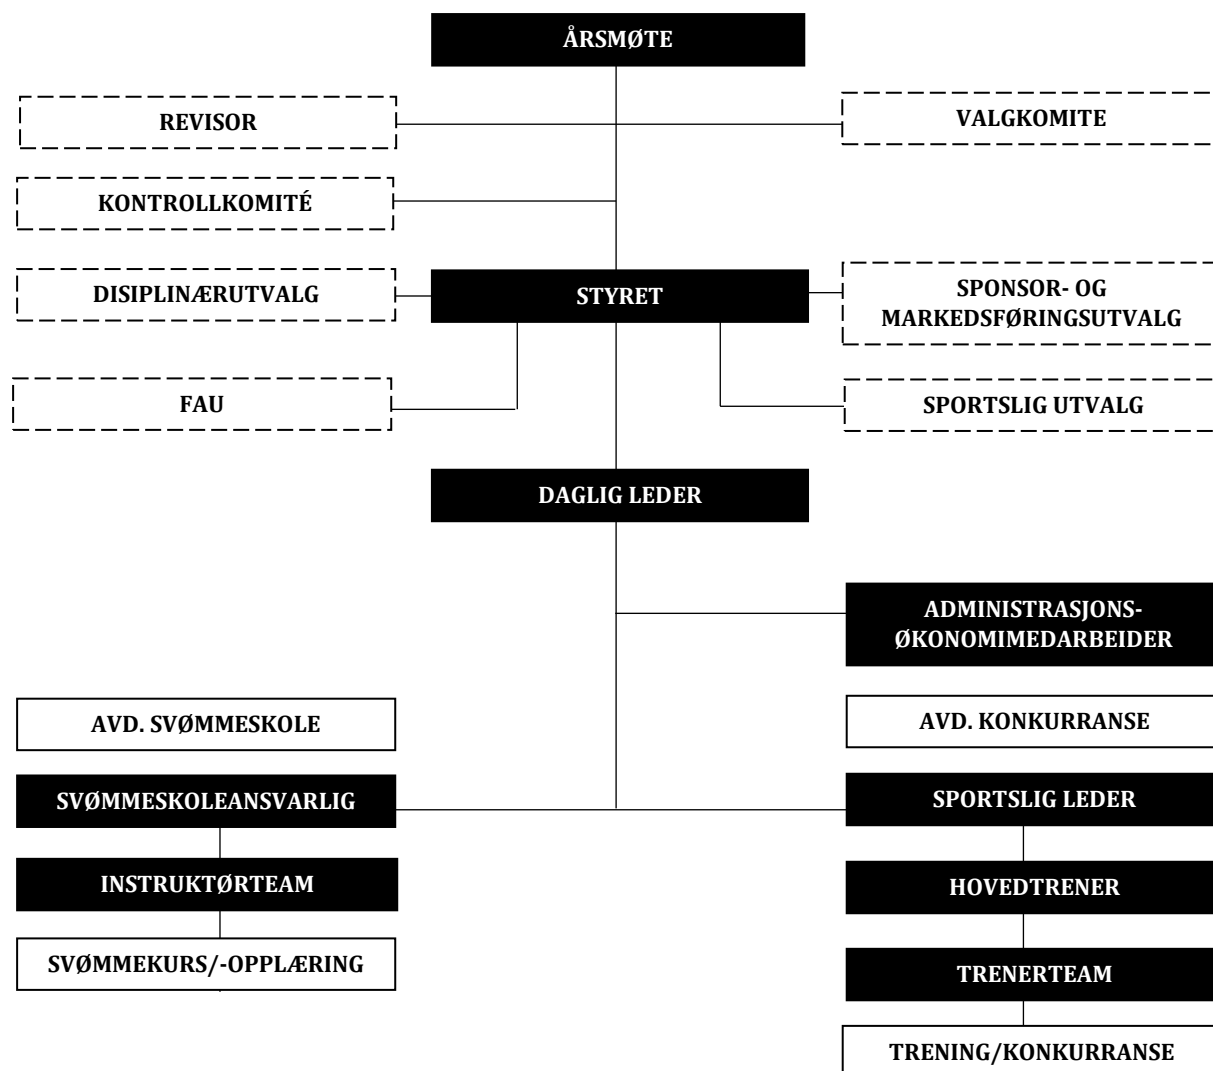 ÅRSMØTE
REVISOR
VALGKOMITE
KONTROLLKOMITÉ
DISIPLINÆRUTVALG
STYRET
SPONSOR- OG
MARKEDSFØRINGSUTVALG
FAU
SPORTSLIG UTVALG
DAGLIG LEDER
ADMINISTRASJONS-
ØKONOMIMEDARBEIDER
AVD. SVØMMESKOLE
AVD. KONKURRANSE
SVØMMESKOLEANSVARLIG
SPORTSLIG LEDER
INSTRUKTØRTEAM
HOVEDTRENER
SVØMMEKURS/-OPPLÆRING
TRENERTEAM
TRENING/KONKURRANSE